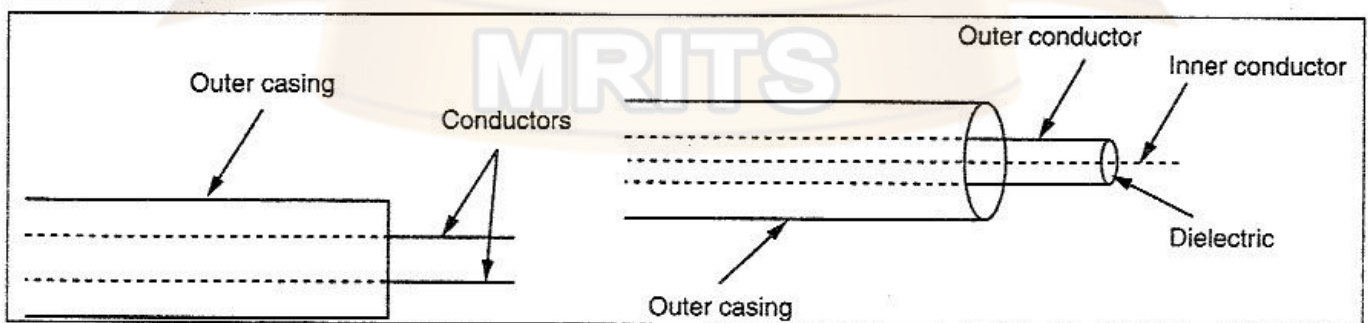 MRITS
Outer casing
Conductors
Outer conductor
Inner conductor
Dielectric
Outer casing